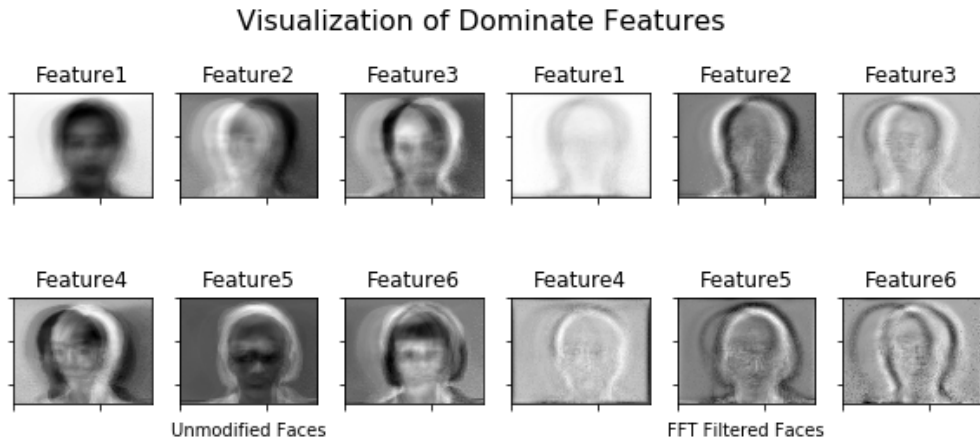 Visualization of Dominate Features
Feature1 Feature2 Feature3 Feature1 Feature2 Feature3
Feature4 Feature5 Feature6 Feature4 Feature5 Feature6
Unmodified Faces FFT Filtered Faces